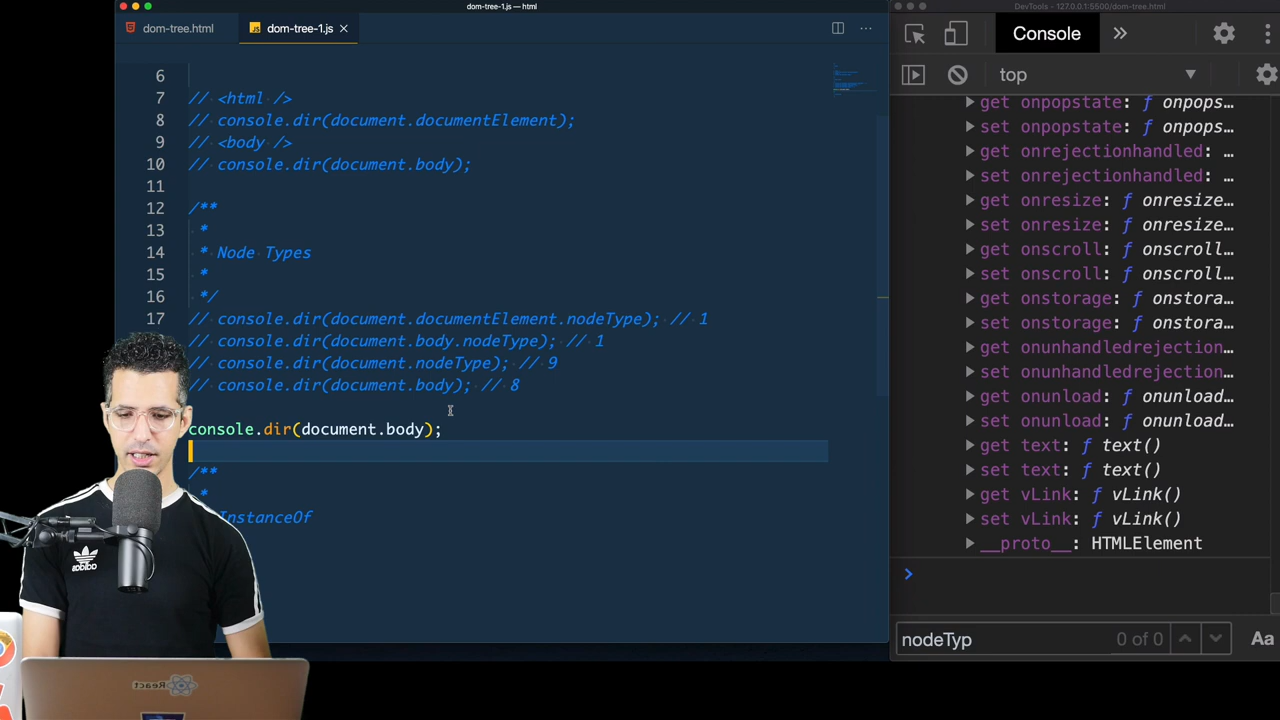 dom-tree-1.js — html
dom-tree.html
dom-tree-1.js
6
7 // <html />
8 // console.dir(document.documentElement);
9 // <body />
10 // console.dir(document.body);
11
12 /**
13 *
14 * Node Types
15 *
16 */
17 // console.dir(document.documentElement.nodeType); // 1
// console.dir(document.body.nodeType); // 1
// console.dir(document.nodeType); // 9
// console.dir(document.body); // 8
console.dir(document.body);
/**
*
InstanceOf
adidas
React
DevTools - 127.0.0.1:5500/dom-tree.html
Console
top
get onpopstate: ƒ onpops…
set onpopstate: ƒ onpops…
get onrejectionhandled: …
set onrejectionhandled: …
get onresize: ƒ onresize…
set onresize: ƒ onresize…
get onscroll: ƒ onscroll…
set onscroll: ƒ onscroll…
get onstorage: ƒ onstora…
set onstorage: ƒ onstora…
get onunhandledrejection…
set onunhandledrejection…
get onunload: ƒ onunload…
set onunload: ƒ onunload…
get text: ƒ text()
set text: ƒ text()
get vLink: ƒ vLink()
set vLink: ƒ vLink()
__proto__: HTMLElement
nodeTyp 0 of 0 Aa